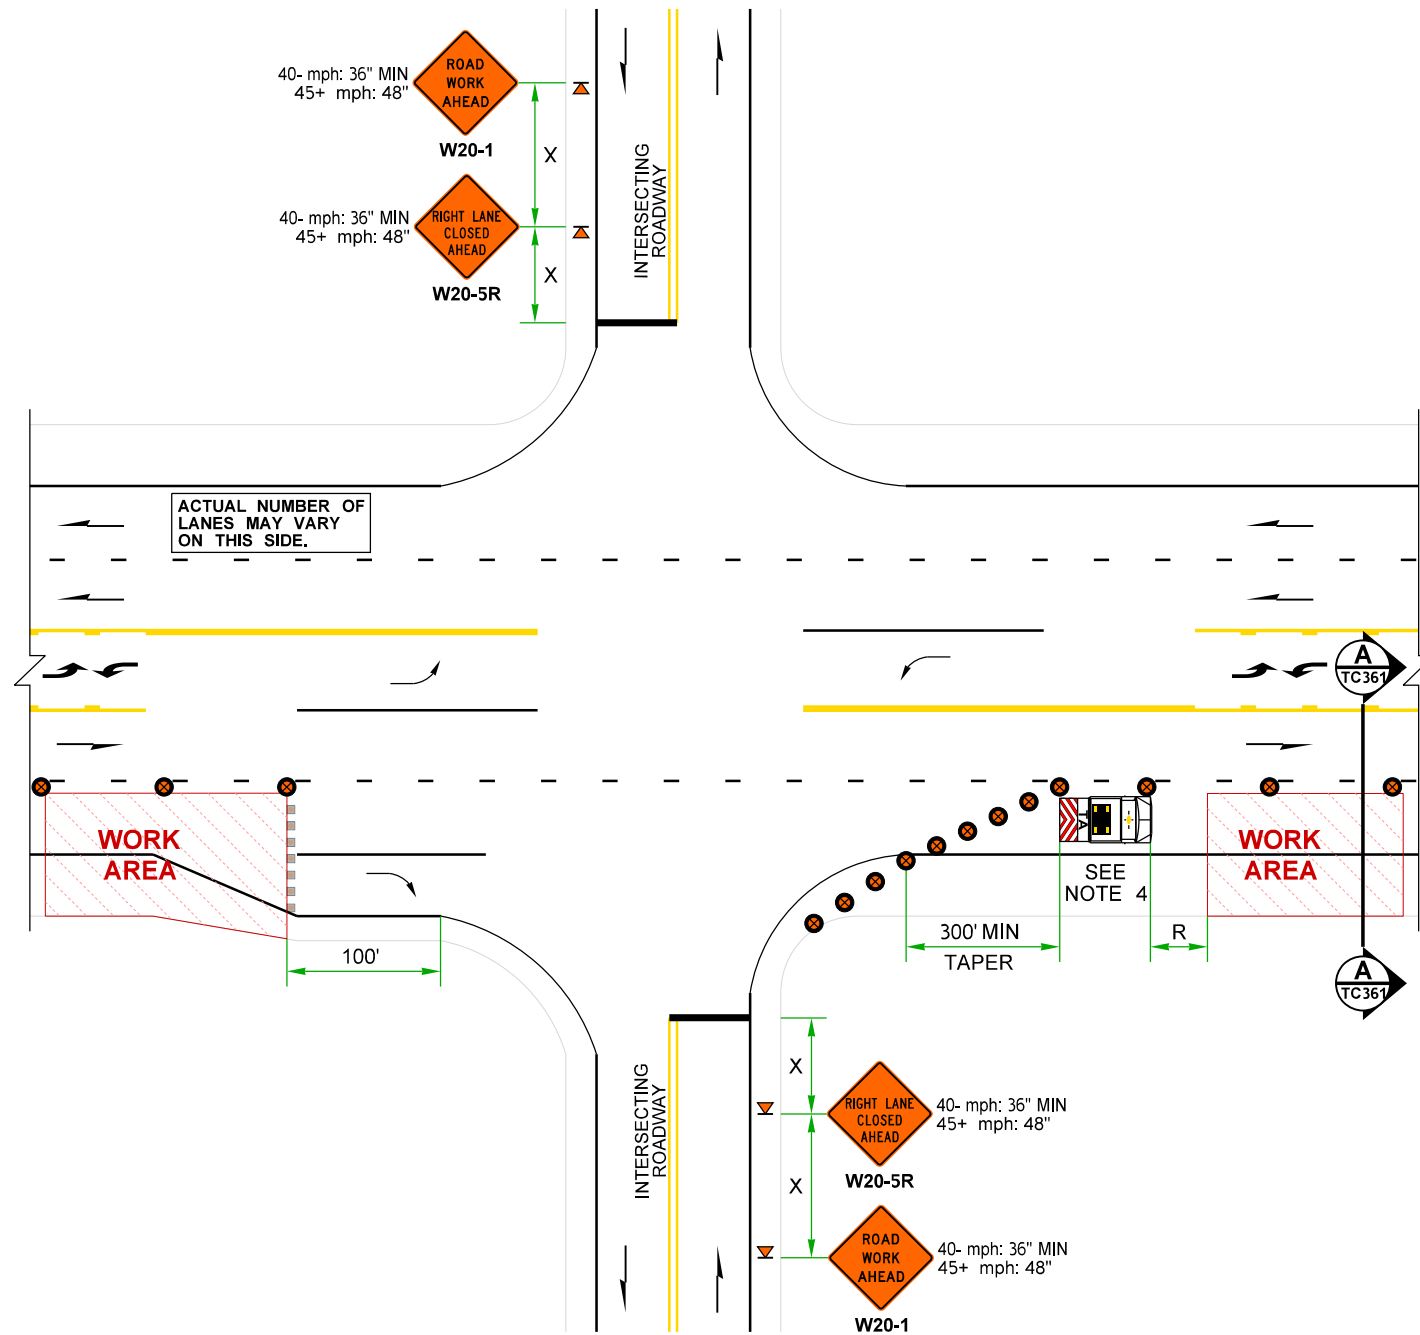 40- mph: 36" MIN
45+ mph: 48"
ROAD
WORK
AHEAD
W20-1
X
40- mph: 36" MIN
45+ mph: 48"
RIGHT LANE
CLOSED
AHEAD
W20-5R
X
INTERSECTING
ROADWAY
ACTUAL NUMBER OF
LANES MAY VARY
ON THIS SIDE.
A
TC361
WORK
AREA
100'
TA
SEE
NOTE 4
WORK
AREA
300' MIN
TAPER
R
A
TC361
INTERSECTING
ROADWAY
X
RIGHT LANE
CLOSED
AHEAD
40- mph: 36" MIN
45+ mph: 48"
W20-5R
X
ROAD
WORK
AHEAD
40- mph: 36" MIN
45+ mph: 48"
W20-1